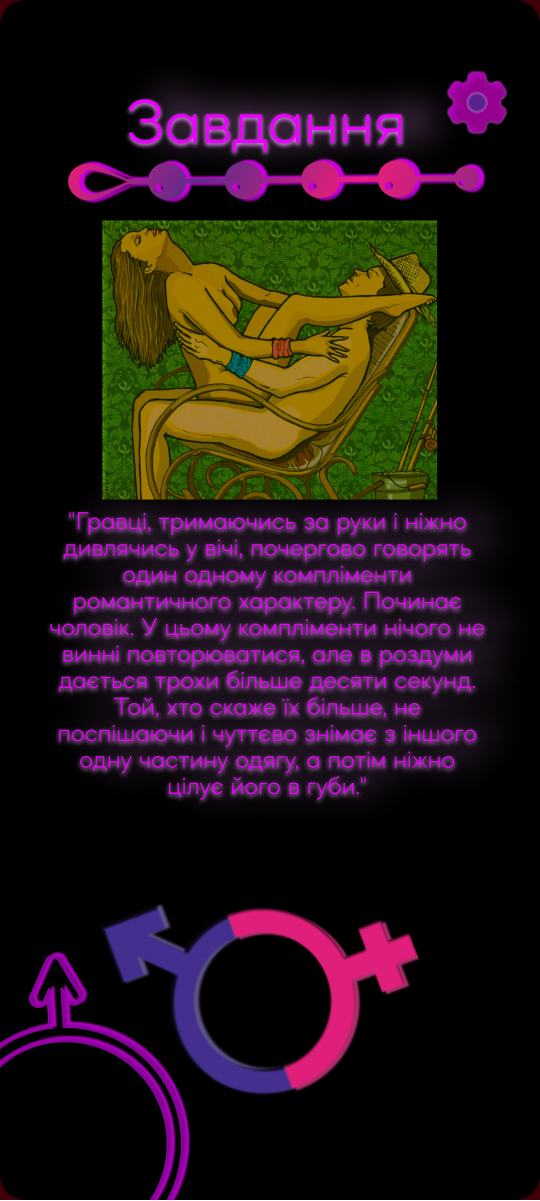 Завдання
"Гравці, тримаючись за руки і ніжно
дивлячись у вічі, почергово говорять
один одному компліменти
романтичного характеру. Починає
чоловік. У цьому компліменти нічого не
винні повторюватися, але в роздуми
дається трохи більше десяти секунд.
Той, хто скаже їх більше, не
поспішаючи і чуттєво знімає з іншого
одну частину одягу, а потім ніжно
цілує його в губи."